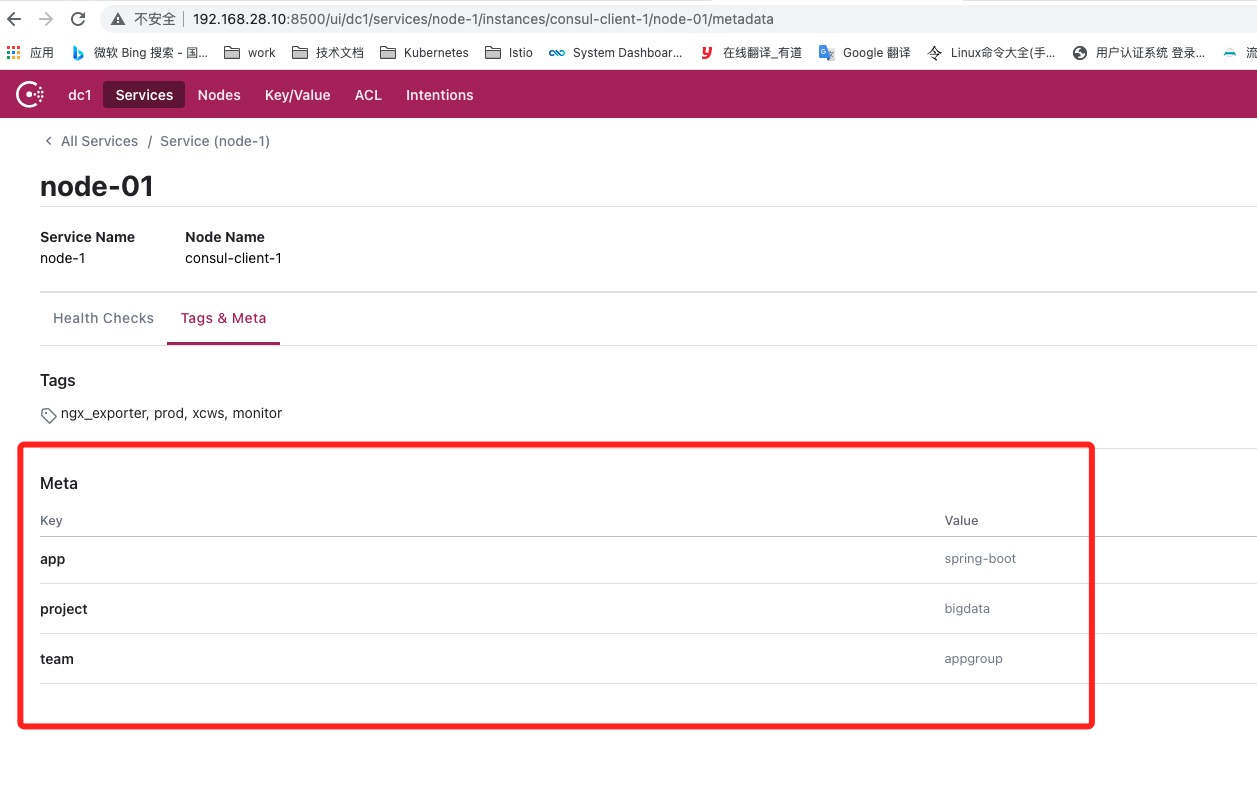 不安全 192.168.28.10:8500/ui/dc1/services/node-1/instances/consul-client-1/node-01/metadata
应用 微软 Bing 搜索 - 国... work 技术文档 Kubernetes Istio System Dashboar... 在线翻译_有道 Google 翻译 Linux命令大全(手... 用户认证系统 登录... 流
dc1 Services Nodes Key/Value ACL Intentions
All Services / Service (node-1)
node-01
Service Name Node Name
node-1 consul-client-1
Health Checks Tags & Meta
Tags
ngx_exporter, prod, xcws, monitor
Meta
Key Value
app spring-boot
project bigdata
team appgroup